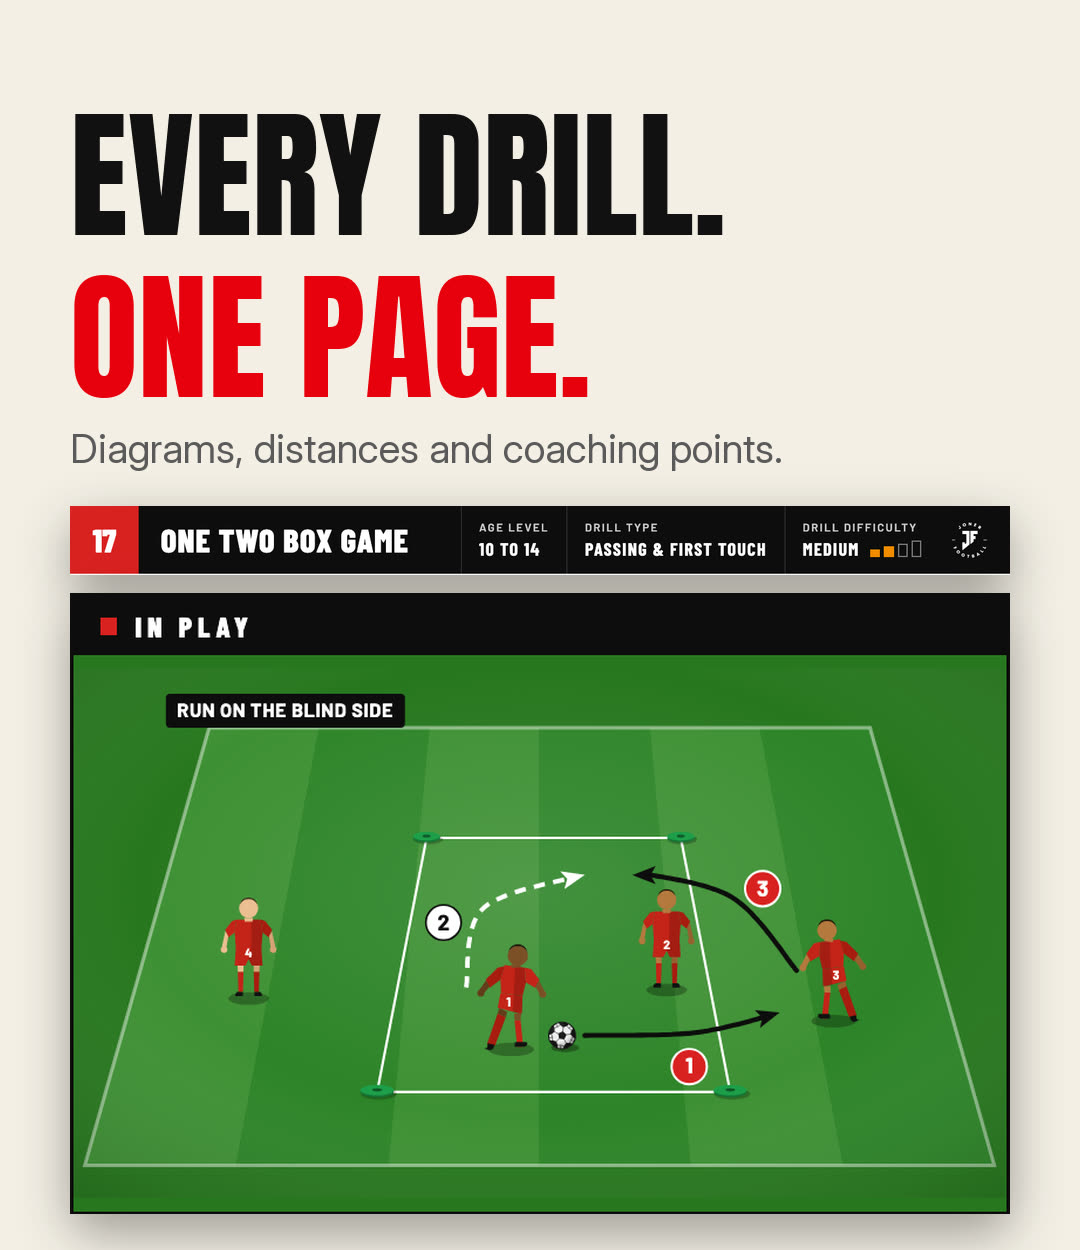 EVERY DRILL.
ONE PAGE.
Diagrams, distances and coaching points.
17
ONE TWO BOX GAME
AGE LEVEL
10 TO 14
DRILL TYPE
PASSING & FIRST TOUCH
DRILL DIFFICULTY
MEDIUM
JONER
JF
FOOTBALL
IN PLAY
RUN ON THE BLIND SIDE
3
2
4
2
3
1
1